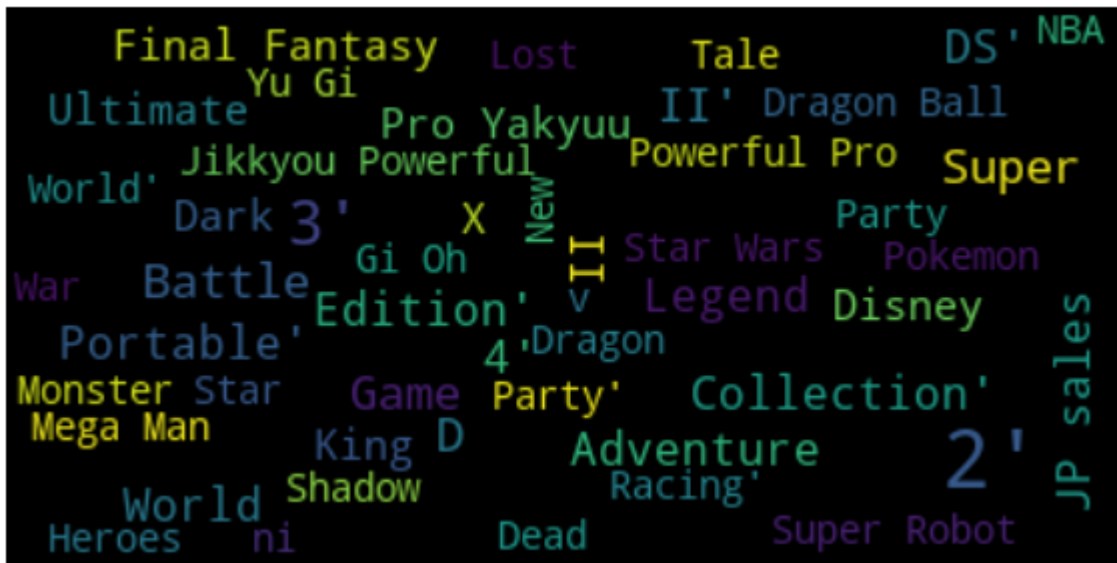 Final Fantasy
Lost
Tale
DS'
NBA
Yu Gi
Ultimate
II'
Dragon Ball
Pro Yakyuu
Jikkyou Powerful
Powerful Pro
Super
World'
Dark
3'
X
New
Party
Gi Oh
II
Star Wars
Pokemon
War
Battle
Edition'
v
Legend
Disney
Portable'
4'
Dragon
JP sales
Monster
Star
Game
Party'
Collection'
Mega Man
King
D
Adventure
2'
Shadow
Racing'
World
Heroes
ni
Dead
Super Robot